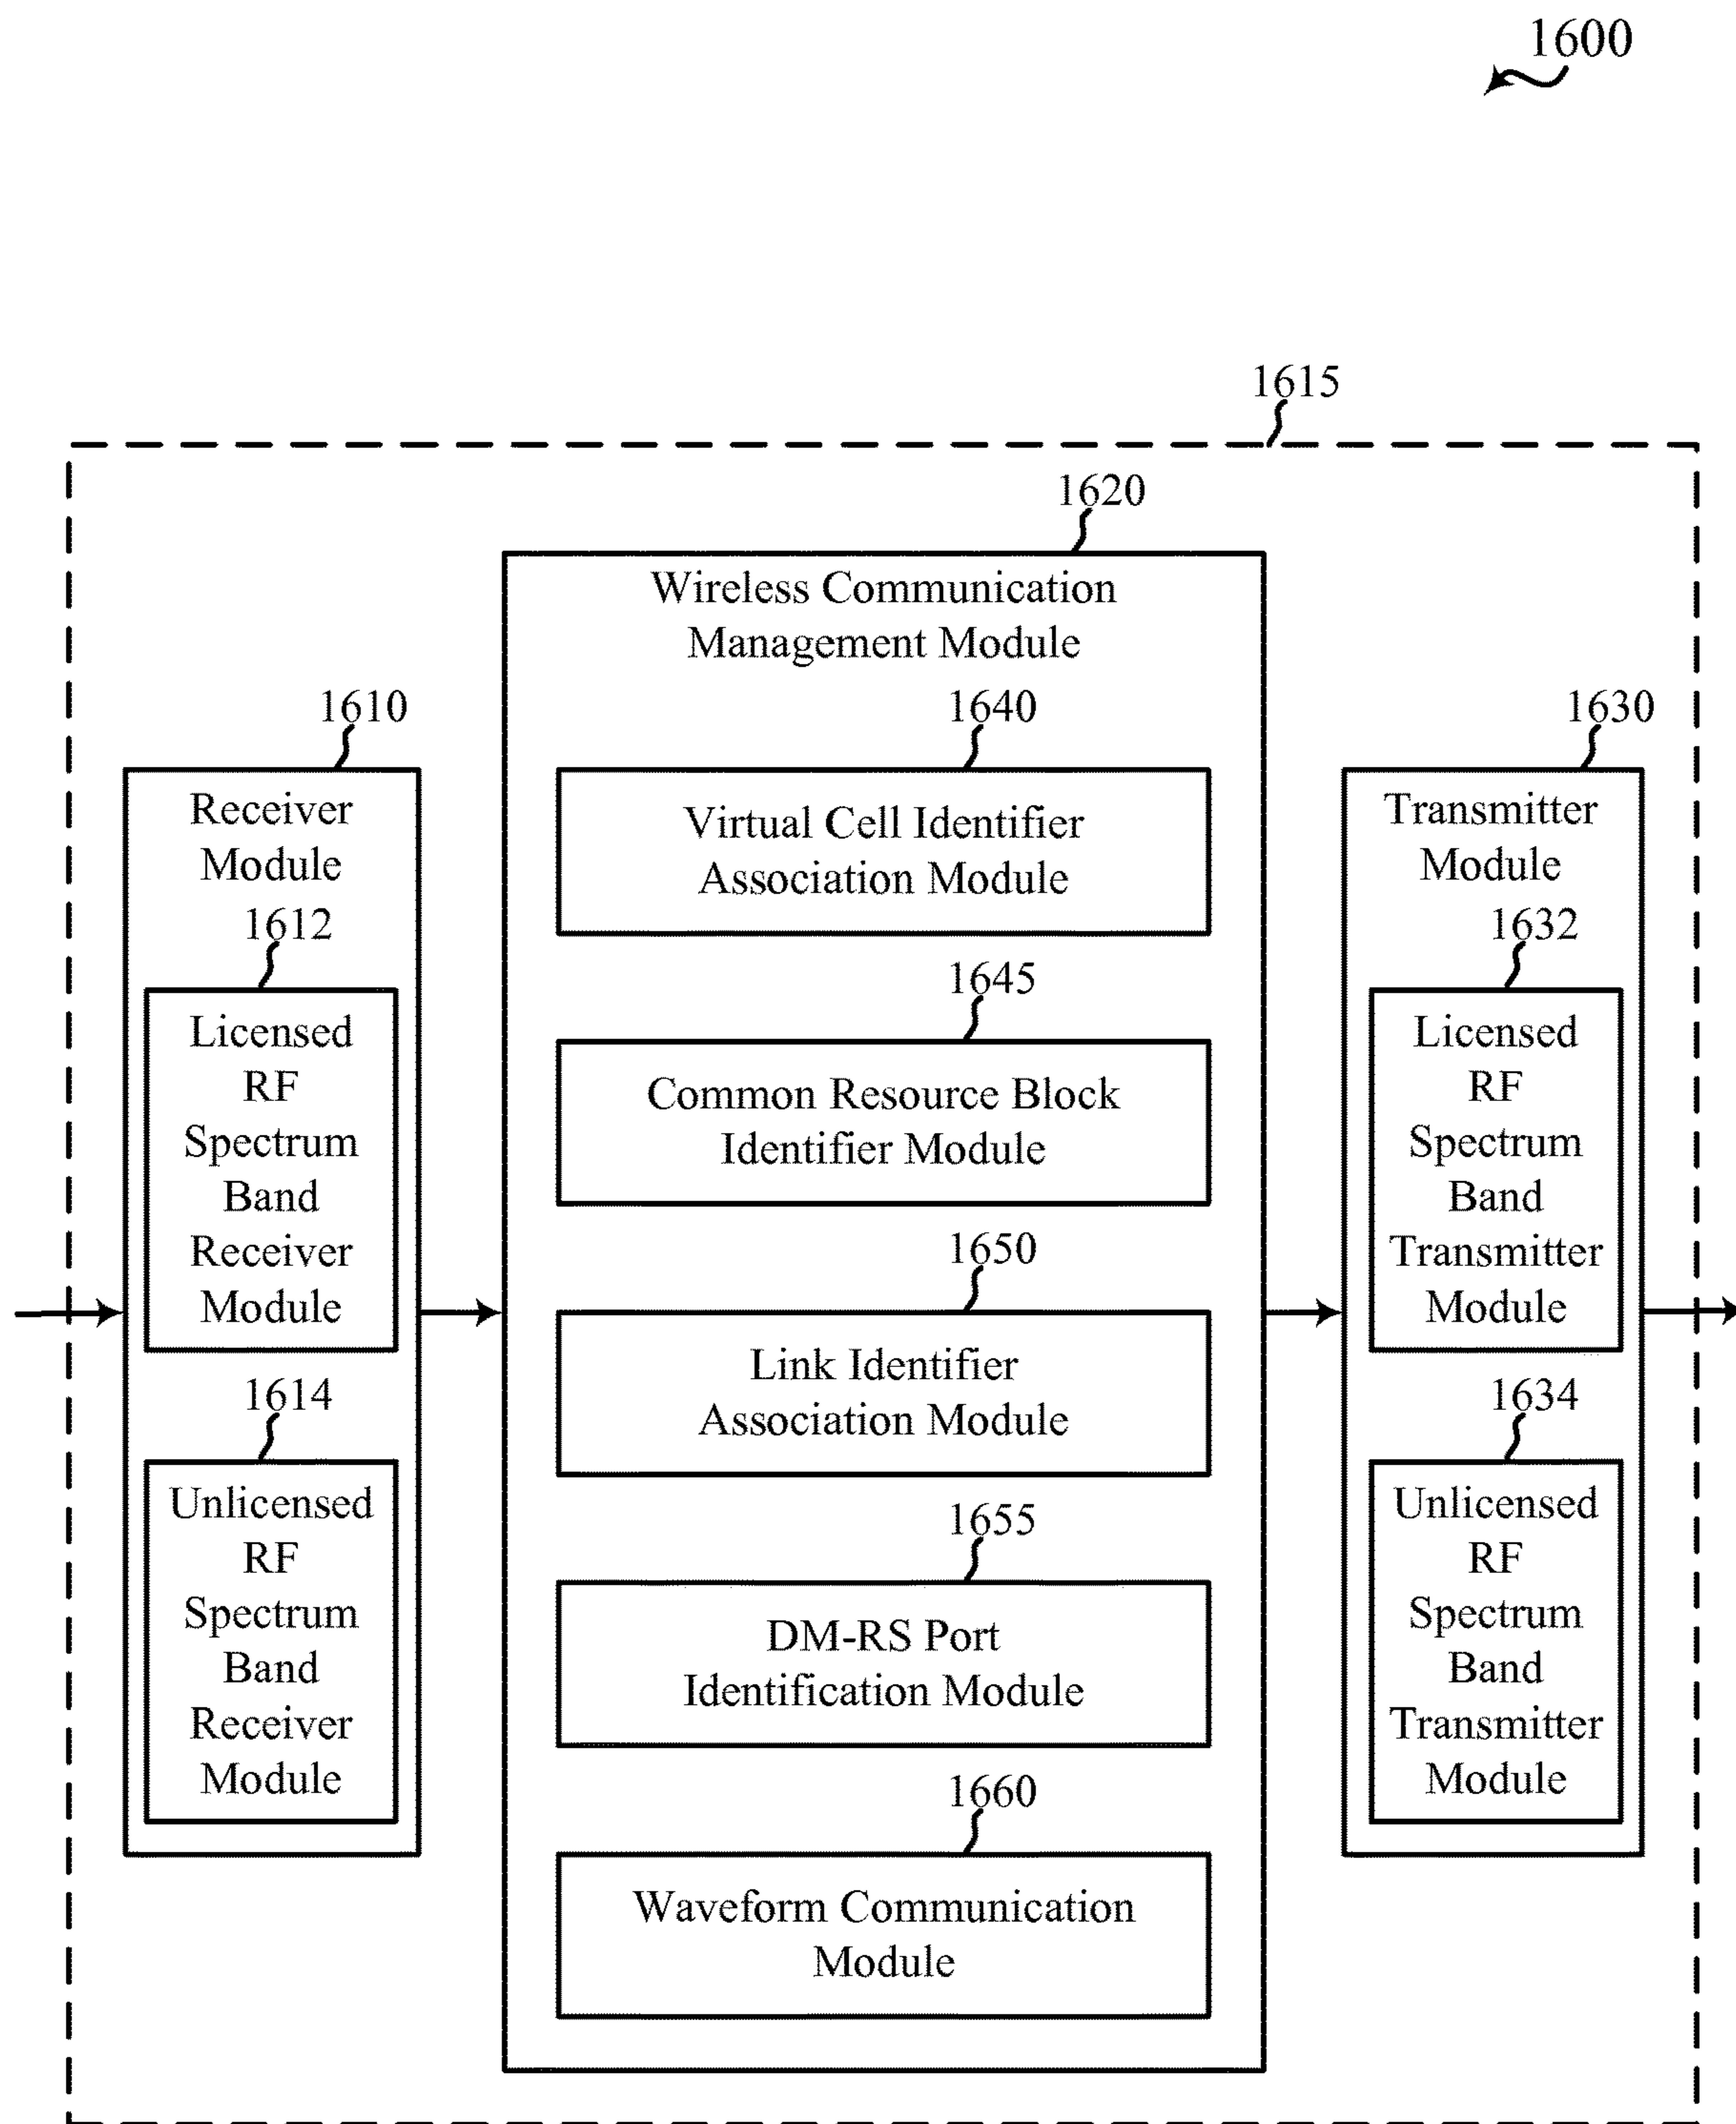 1600
1615
1620
Wireless Communication
Management Module
1610
Receiver
Module
1612
Licensed
RF
Spectrum
Band
Receiver
Module
1614
Unlicensed
RF
Spectrum
Band
Receiver
Module
1640
Virtual Cell Identifier
Association Module
1645
Common Resource Block
Identifier Module
1650
Link Identifier
Association Module
1655
DM-RS Port
Identification Module
1660
Waveform Communication
Module
1630
Transmitter
Module
1632
Licensed
RF
Spectrum
Band
Transmitter
Module
1634
Unlicensed
RF
Spectrum
Band
Transmitter
Module